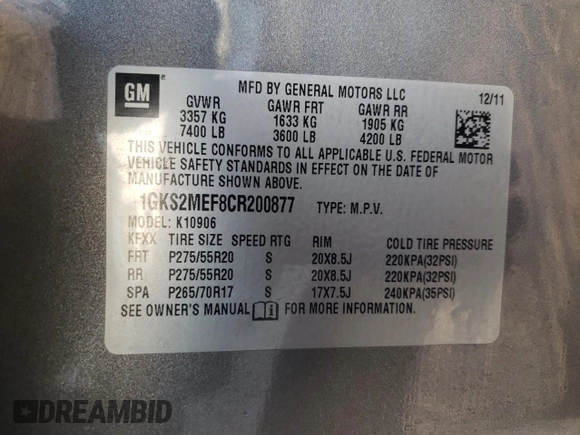 GM
MFD BY GENERAL MOTORS LLC
12/11
GVWR GAWR FRT GAWR RR
3357 KG 1633 KG 1905 KG
7400 LB 3600 LB 4200 LB
THIS VEHICLE CONFORMS TO ALL APPLICABLE U.S. FEDERAL MOTOR
VEHICLE SAFETY STANDARDS IN EFFECT ON THE DATE OF
MANUFACTURE SHOWN ABOVE.
1GKS2MEF8CR200877 TYPE: M.P.V.
MODEL: K10906
KFXX TIRE SIZE SPEED RTG RIM COLD TIRE PRESSURE
FRT P275/55R20 S 20X8.5J 220KPA(32PSI)
RR P275/55R20 S 20X8.5J 220KPA(32PSI)
SPA P265/70R17 S 17X7.5J 240KPA(35PSI)
SEE OWNER'S MANUAL FOR MORE INFORMATION.
DREAMBID